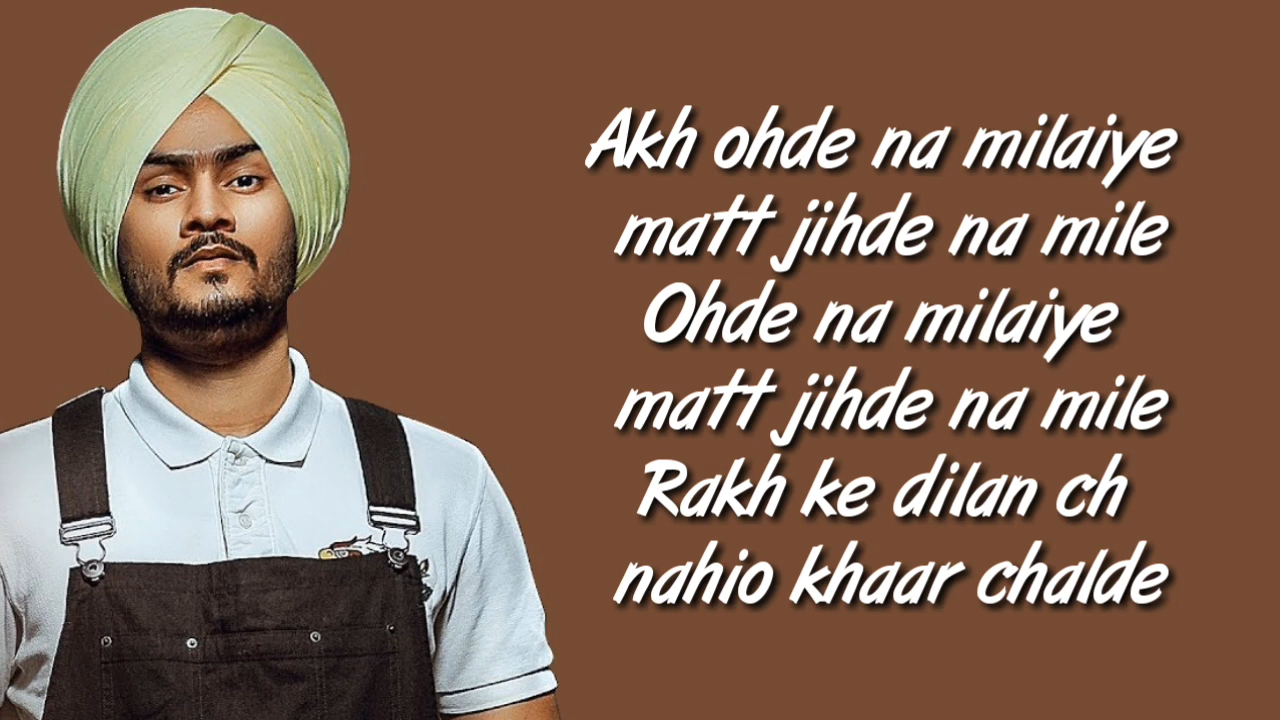 Akh ohde na milaiye
matt jihde na mile
Ohde na milaiye
matt jihde na mile
Rakh ke dilan ch
nahio khaar chalde